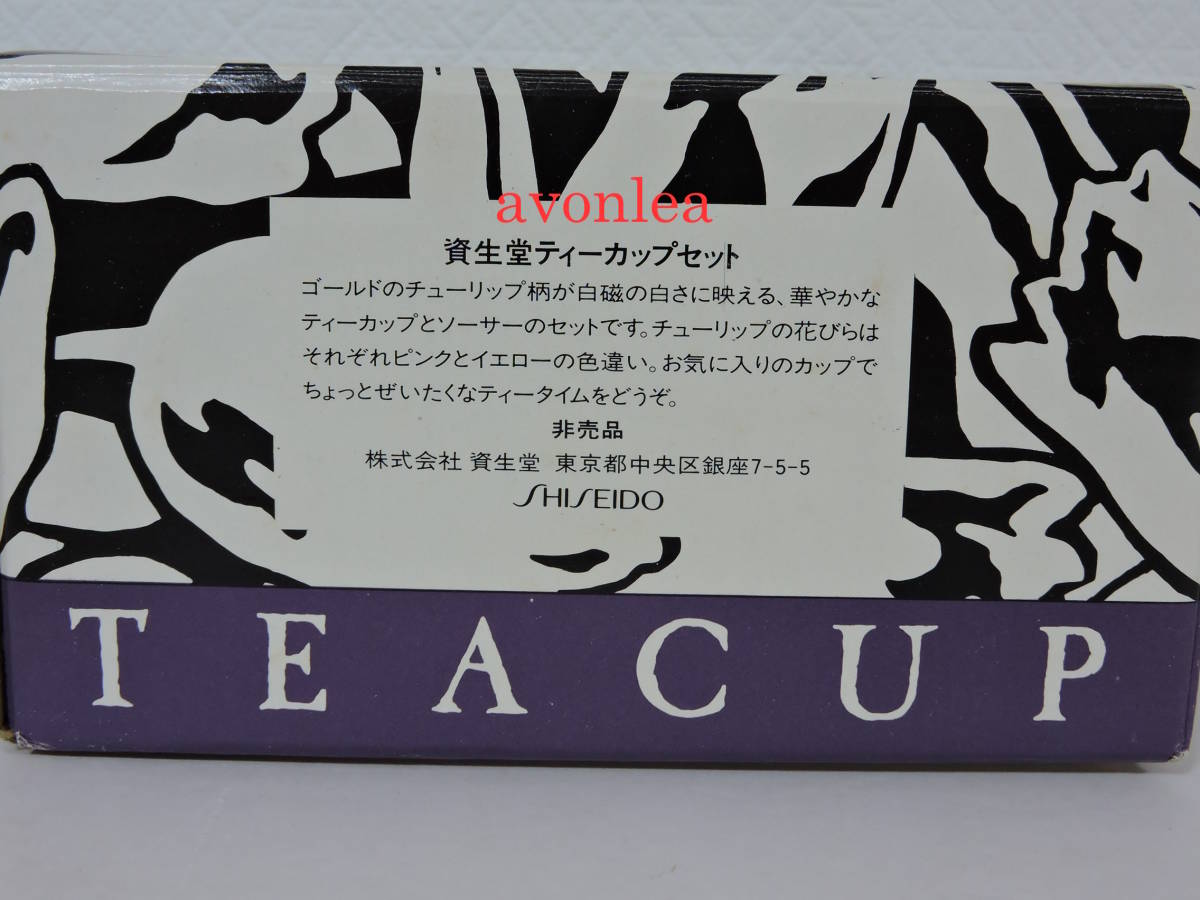 avonlea
資生堂ティーカップセット
ゴールドのチューリップ柄が白磁の白さに映える、華やかな
ティーカップとソーサーのセットです。チューリップの花びらは
それぞれピンクとイエローの色違い。お気に入りのカップで
ちょっとぜいたくなティータイムをどうぞ。
非売品
株式会社 資生堂 東京都中央区銀座7-5-5
SHISEIDO
TEACUP